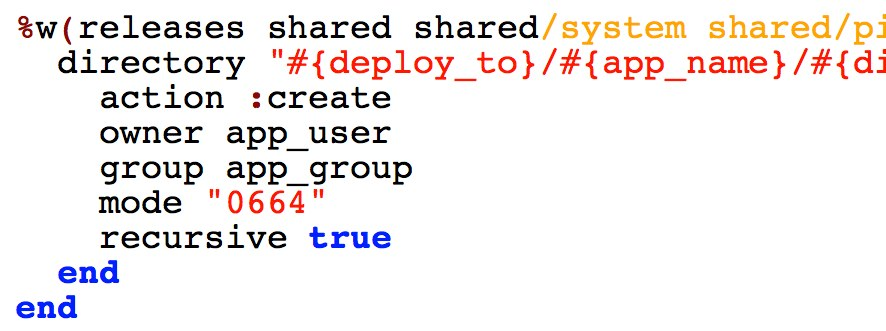 %w(releases shared shared/system shared/pi
directory "#{deploy_to}/#{app_name}/#{di
action :create
owner app_user
group app_group
mode "0664"
recursive true
end
end